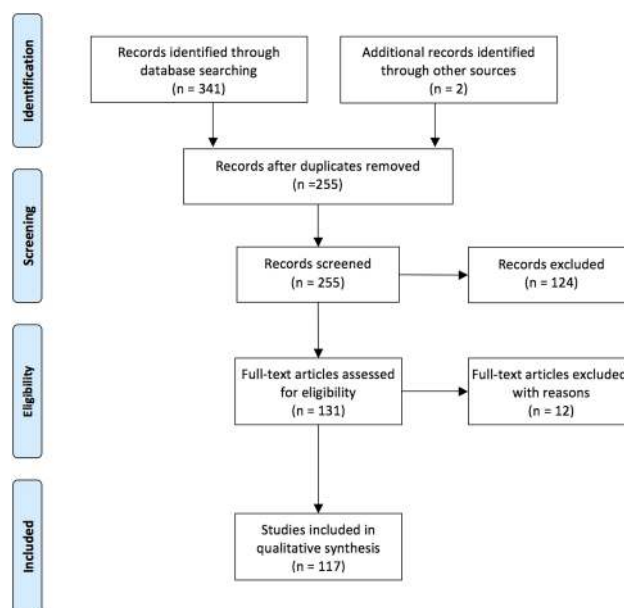 Identification
Records identified through
database searching
(n = 341)
Additional records identified
through other sources
(n = 2)
Records after duplicates removed
(n =255)
Screening
Records screened
(n = 255)
Records excluded
(n = 124)
Eligibility
Full-text articles assessed
for eligibility
(n = 131)
Full-text articles excluded
with reasons
(n = 12)
Included
Studies included in
qualitative synthesis
(n = 117)